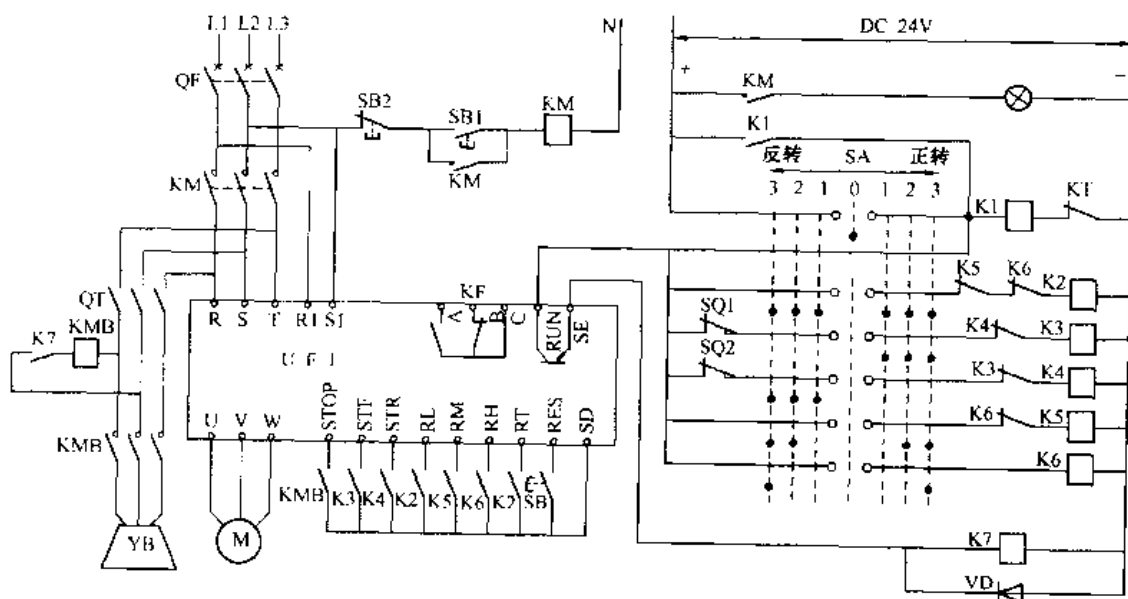 L1 L2 L3
N
DC 24V
QF
+
−
KM
SB2
SB1
KM
KM
K1
反转 SA 正转
3 2 1 0 1 2 3
KM
K1
KT
QT
K7
KMB
R S T R1 S1
KF
A B C
RUN
SE
K5 K6 K2
SQ1
K4 K3
SQ2
K3 K4
U V W
STOP
STF
STR
RL
RM
RH
RT
RES
SD
K6 K5
KMB
KMB K3 K4 K2 K5 K6 K2 SB
K6
YB
M
K7
VD